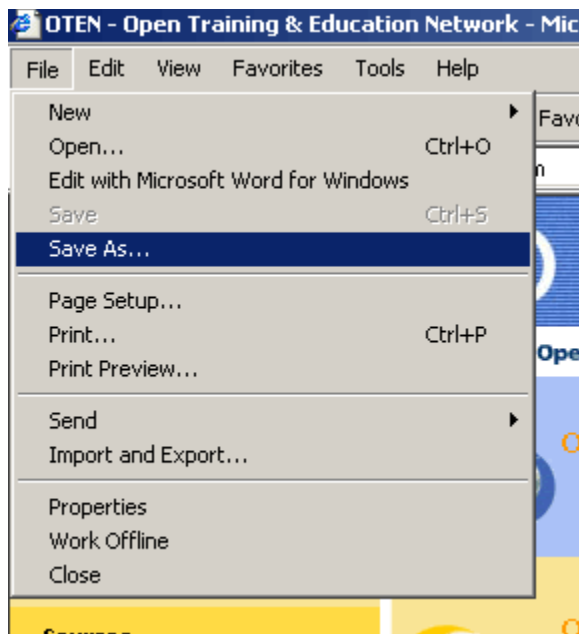 OTEN - Open Training & Education Network - Mic
File Edit View Favorites Tools Help
New
Open... Ctrl+O
Edit with Microsoft Word for Windows
Save Ctrl+S
Save As...
Page Setup...
Print... Ctrl+P
Print Preview...
Send
Import and Export...
Properties
Work Offline
Close